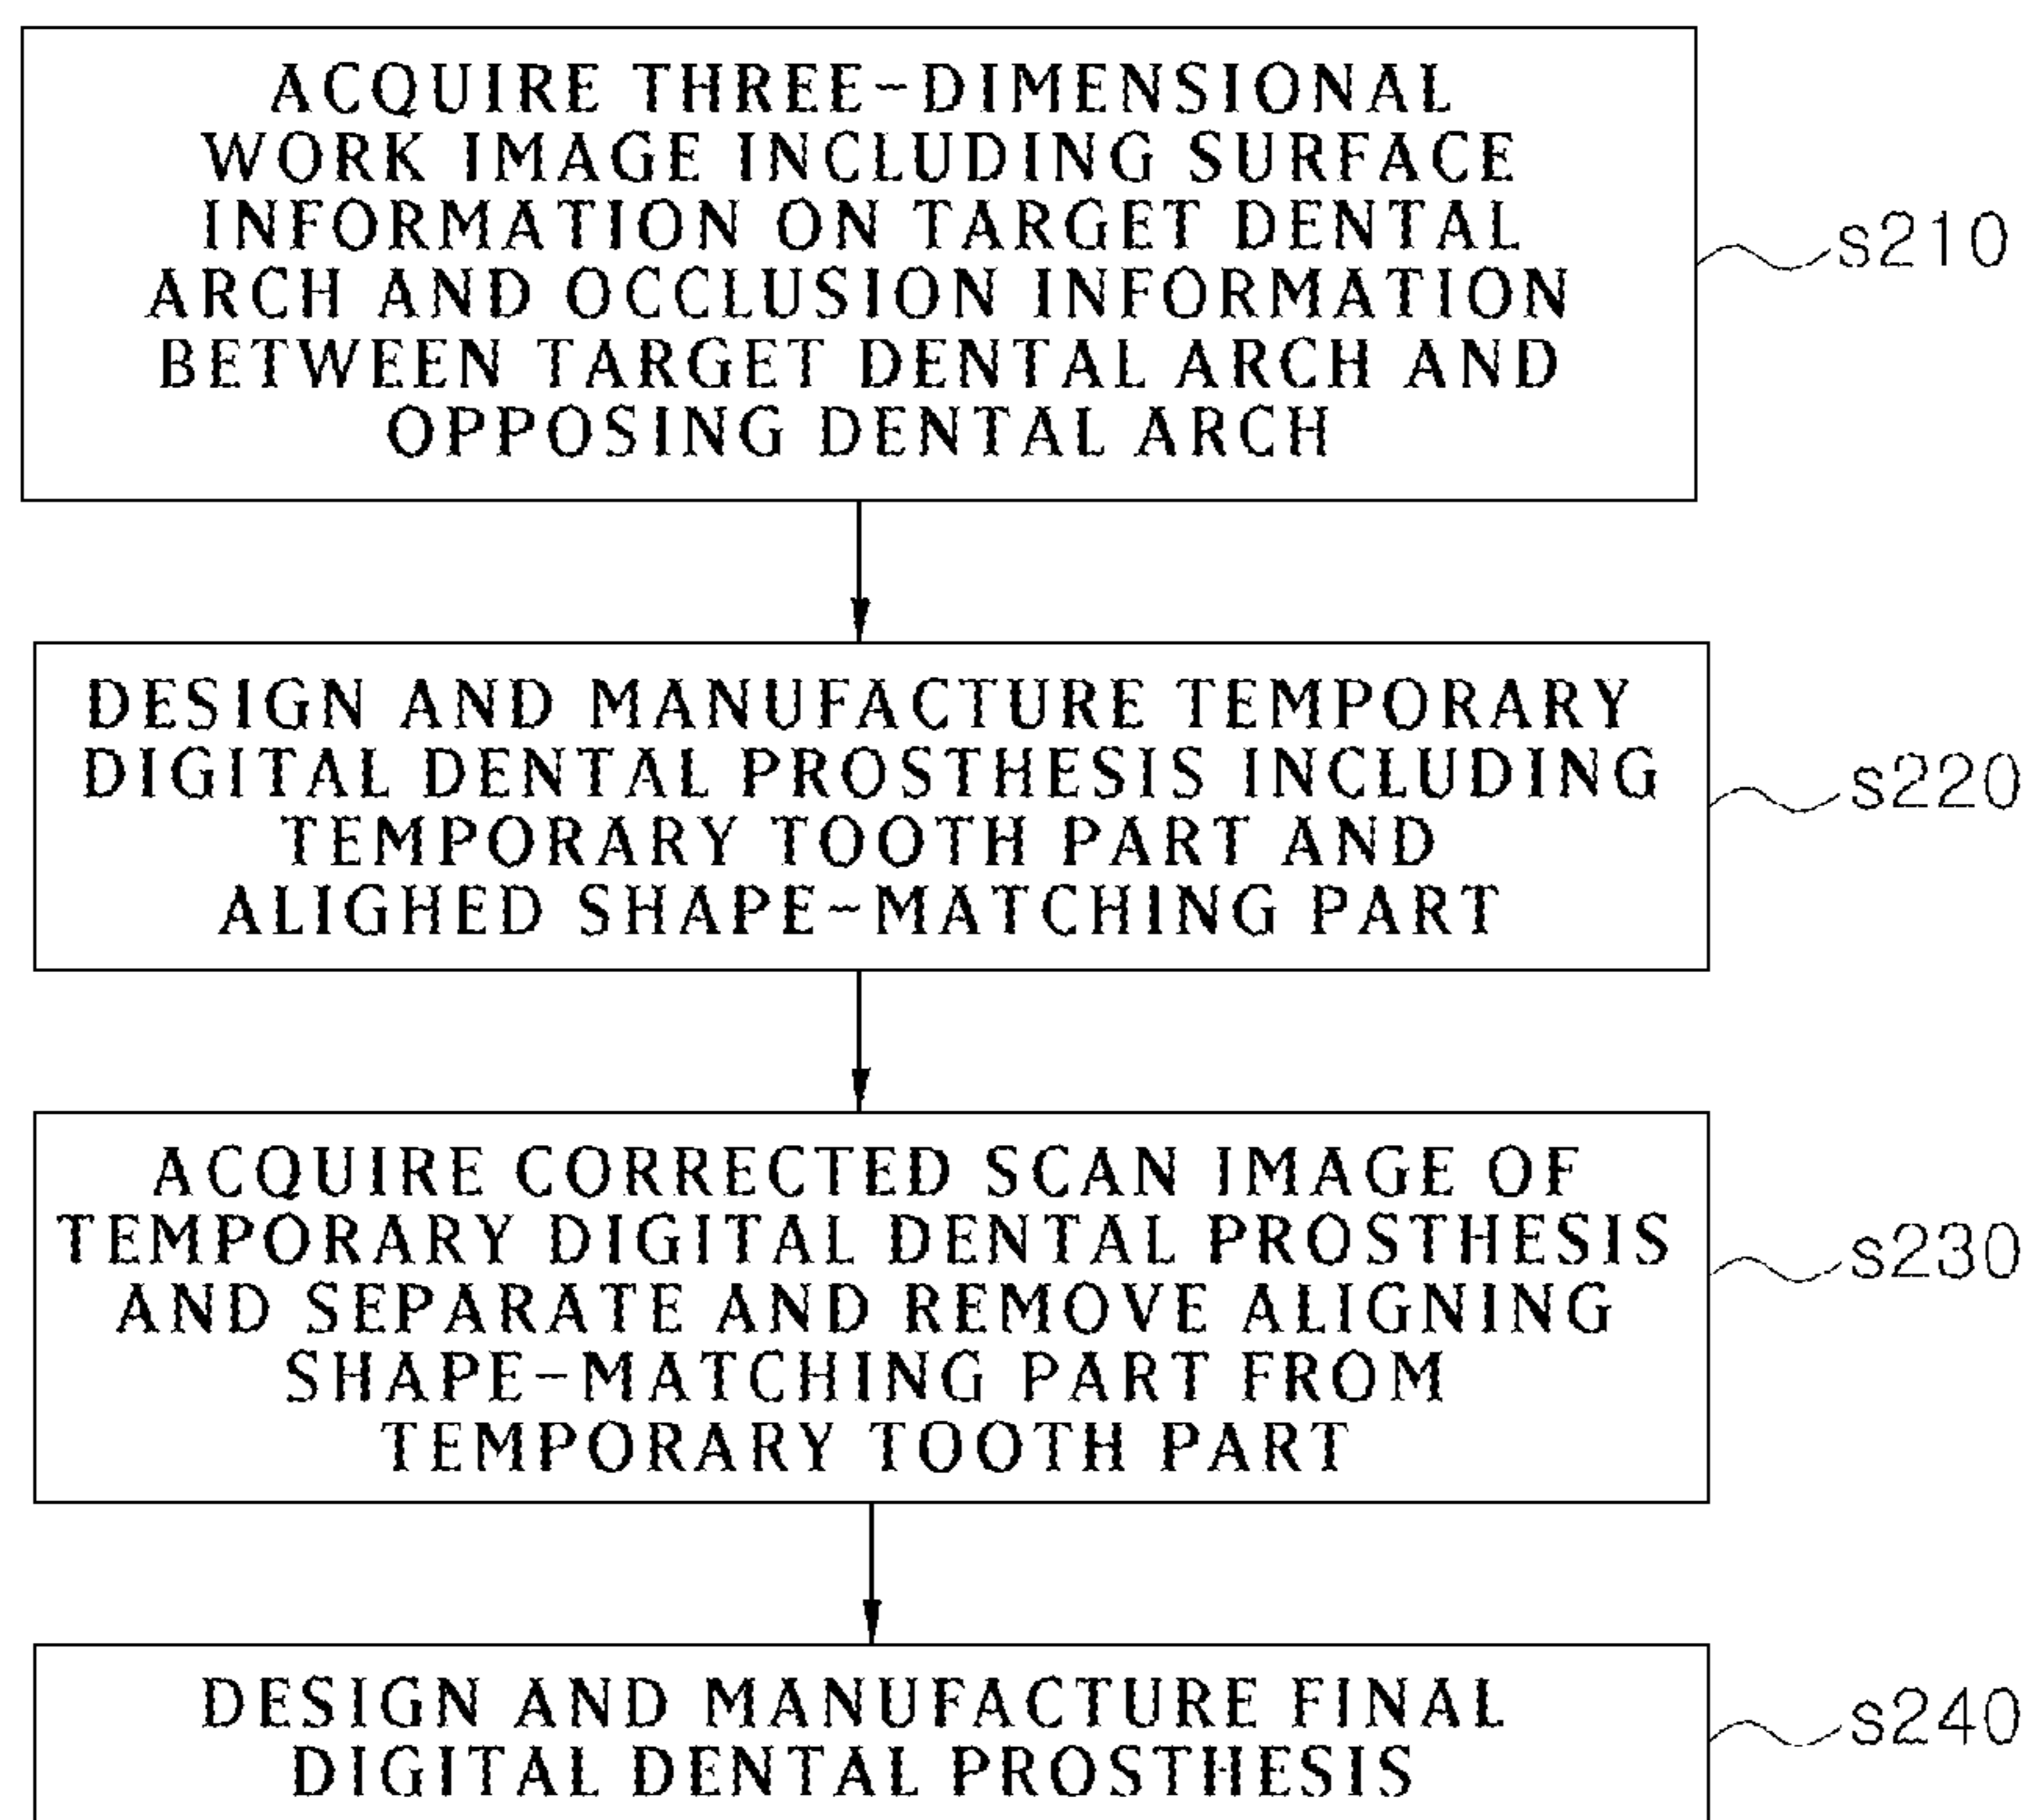 ACQUIRE THREE-DIMENSIONAL
WORK IMAGE INCLUDING SURFACE
INFORMATION ON TARGET DENTAL
ARCH AND OCCLUSION INFORMATION
BETWEEN TARGET DENTAL ARCH AND
OPPOSING DENTAL ARCH
s210
DESIGN AND MANUFACTURE TEMPORARY
DIGITAL DENTAL PROSTHESIS INCLUDING
TEMPORARY TOOTH PART AND
ALIGHED SHAPE-MATCHING PART
s220
ACQUIRE CORRECTED SCAN IMAGE OF
TEMPORARY DIGITAL DENTAL PROSTHESIS
AND SEPARATE AND REMOVE ALIGNING
SHAPE-MATCHING PART FROM
TEMPORARY TOOTH PART
s230
DESIGN AND MANUFACTURE FINAL
DIGITAL DENTAL PROSTHESIS
s240